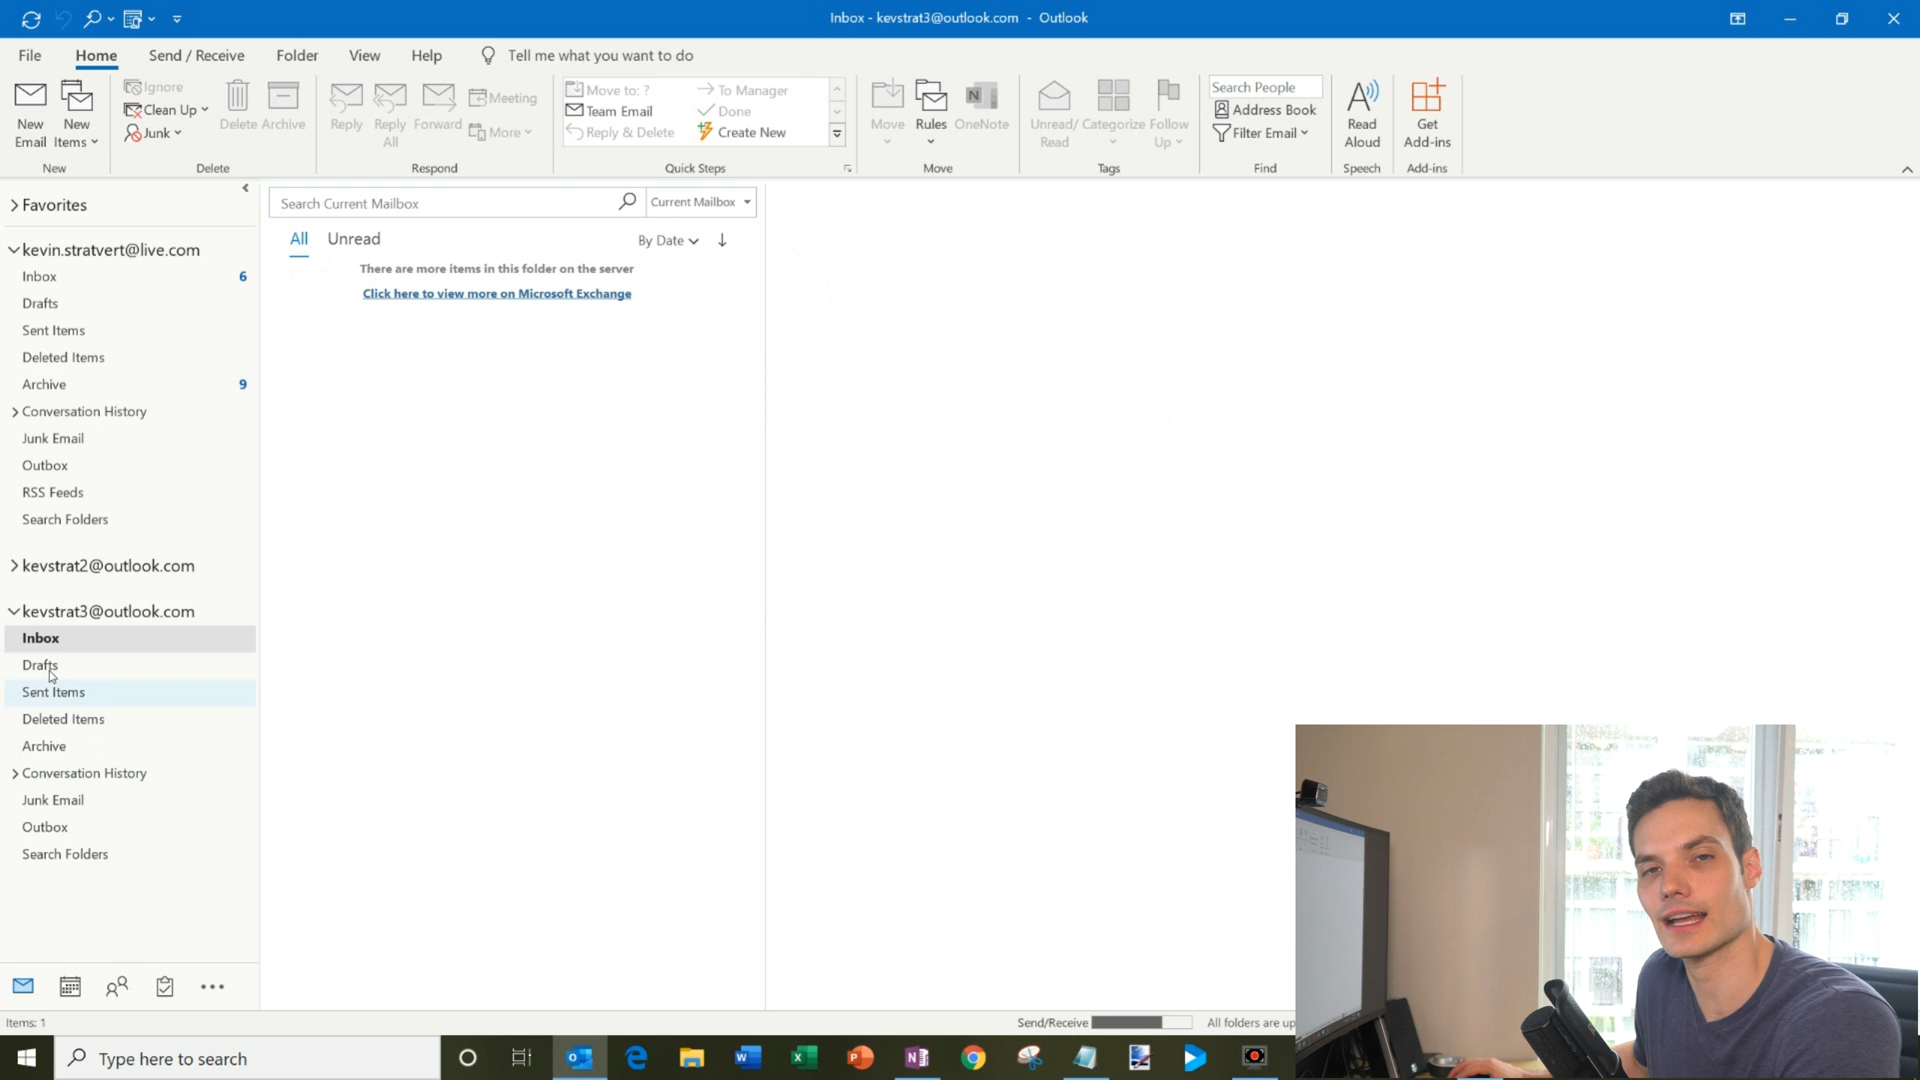 Inbox - kevstrat3@outlook.com - Outlook
File Home Send / Receive Folder View Help Tell me what you want to do
New Email
New Items
New
Ignore
Clean Up
Junk
Delete
Archive
Delete
Reply
Reply All
Forward
Meeting
More
Respond
Move to: ?
Team Email
Reply & Delete
To Manager
Done
Create New
Quick Steps
Move
Rules
OneNote
Move
Unread/ Read
Categorize
Follow Up
Tags
Search People
Address Book
Filter Email
Find
Read Aloud
Speech
Get Add-ins
Add-ins
Favorites
kevin.stratvert@live.com
Inbox 6
Drafts
Sent Items
Deleted Items
Archive 9
Conversation History
Junk Email
Outbox
RSS Feeds
Search Folders
kevstrat2@outlook.com
kevstrat3@outlook.com
Inbox
Drafts
Sent Items
Deleted Items
Archive
Conversation History
Junk Email
Outbox
Search Folders
Search Current Mailbox
Current Mailbox
All Unread By Date
There are more items in this folder on the server
Click here to view more on Microsoft Exchange
Items: 1
Send/Receive
All folders are up
Type here to search